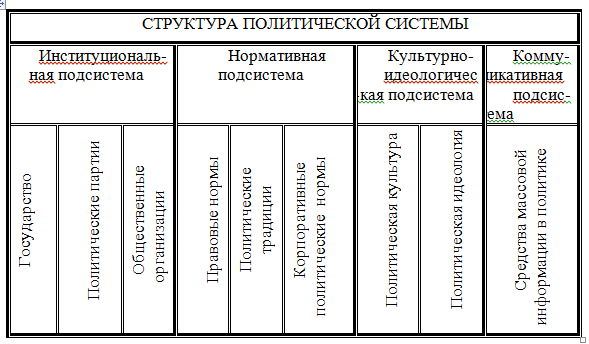 СТРУКТУРА ПОЛИТИЧЕСКОЙ СИСТЕМЫ
Институциональ-
ная подсистема
Нормативная
подсистема
Культурно-
идеологичес
-кая подсистема
Комму-
никативная
подсис-
ема
Государство
Политические партии
Общественные
организации
Правовые нормы
Политические
традиции
Корпоративные
политические нормы
Политическая культура
Политическая идеология
Средства массовой
информации в политике